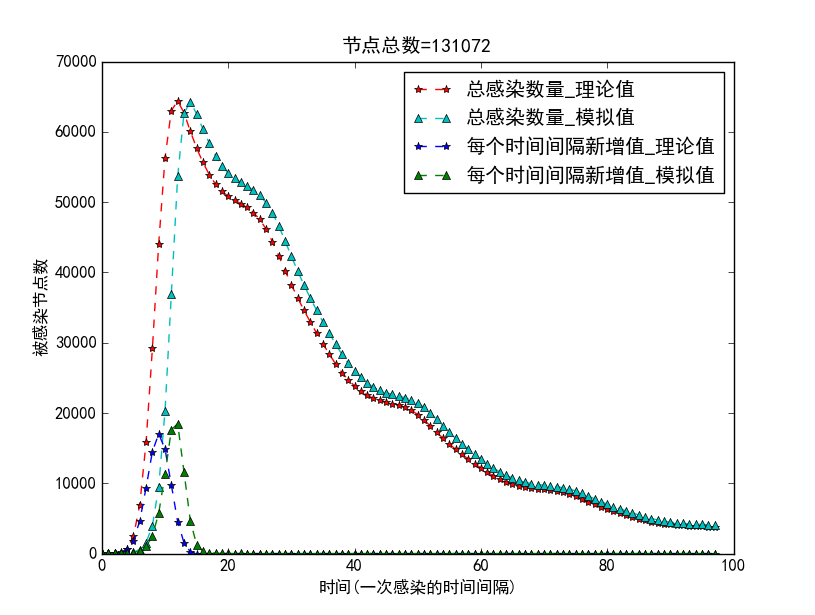 节点总数=131072
70000
60000
50000
40000
30000
20000
10000
0
被感染节点数
总感染数量_理论值
总感染数量_模拟值
每个时间间隔新增值_理论值
每个时间间隔新增值_模拟值
0 20 40 60 80 100
时间(一次感染的时间间隔)